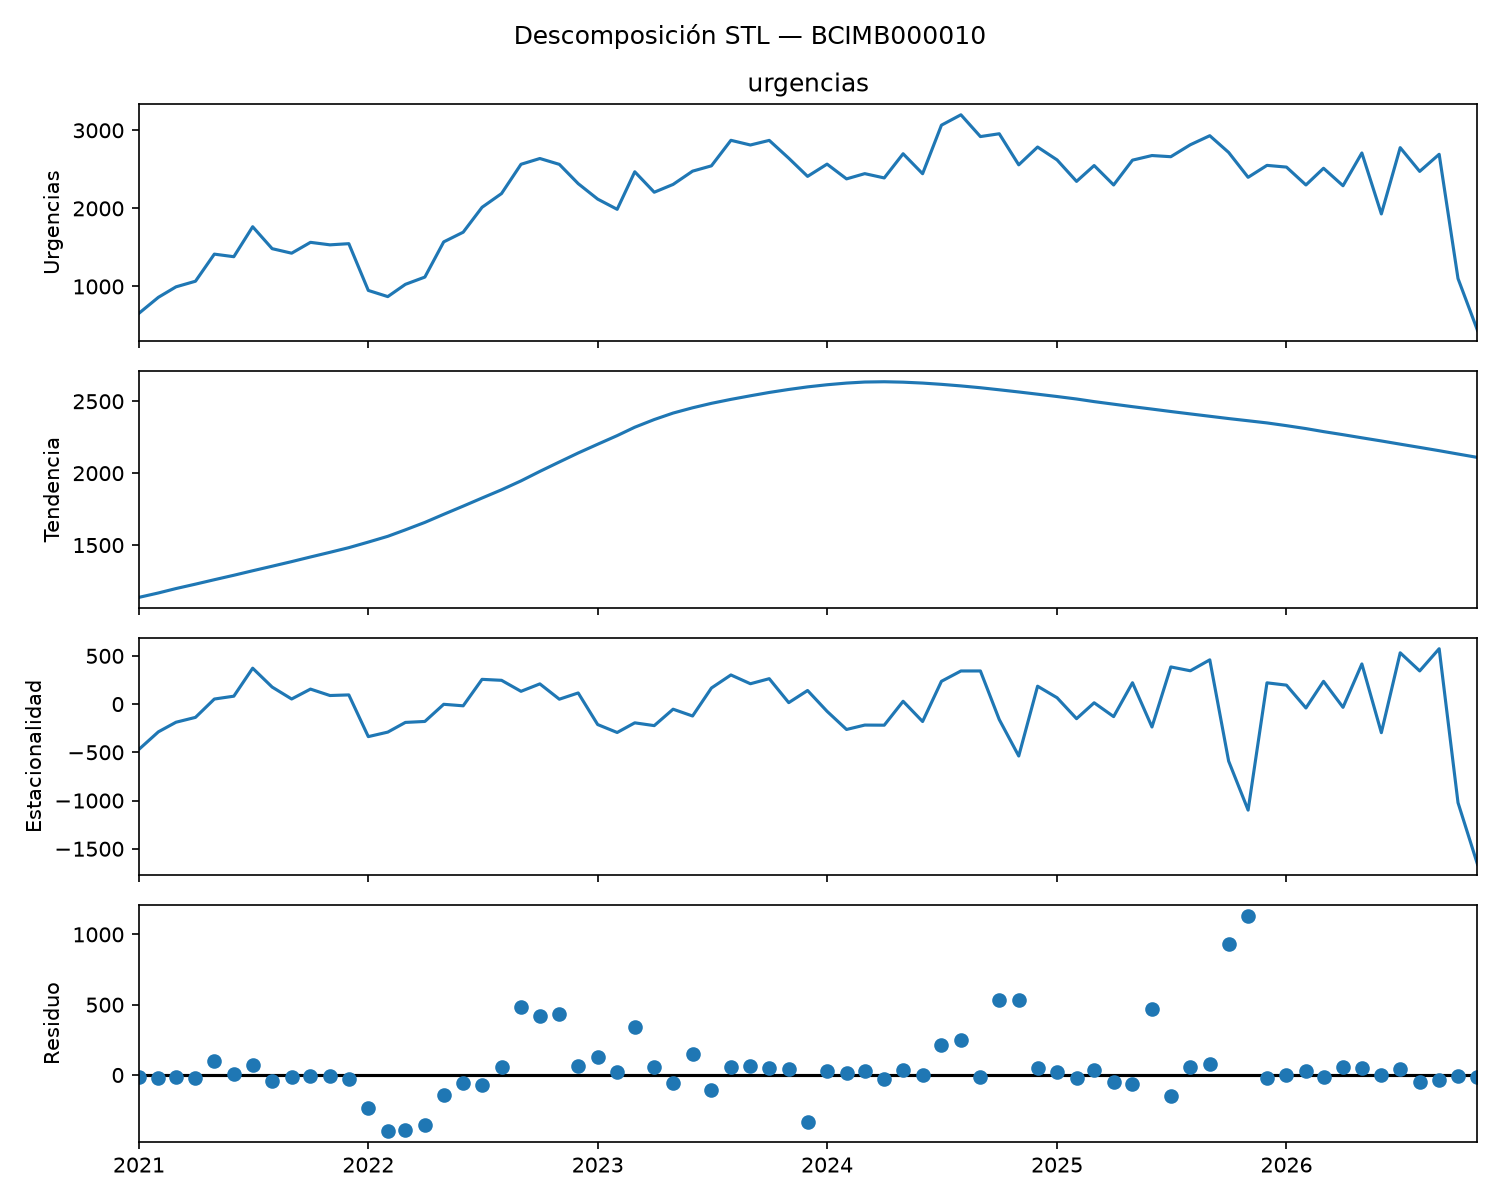 Descomposición STL — BCIMB000010
urgencias
Urgencias
3000
2000
1000
Tendencia
2500
2000
1500
Estacionalidad
500
0
−500
−1000
−1500
Residuo
1000
500
0
2021 2022 2023 2024 2025 2026